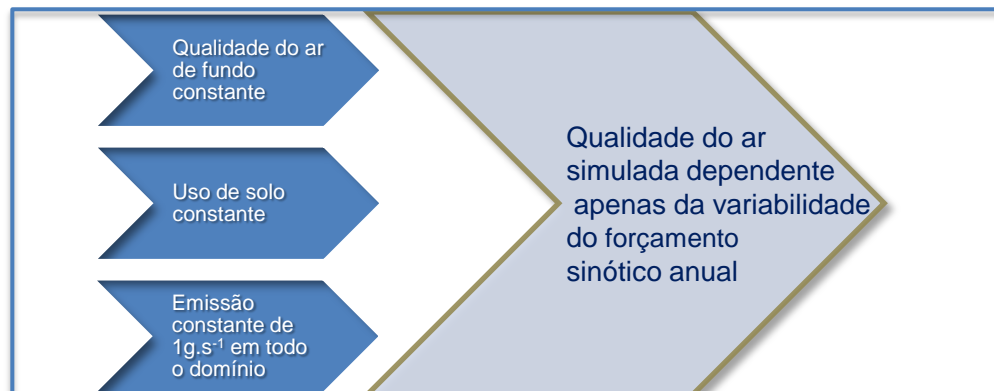 Qualidade do ar
de fundo
constante
Uso de solo
constante
Emissão
constante de
1g.s⁻¹ em todo
o domínio
Qualidade do ar
simulada dependente
apenas da variabilidade
do forçamento
sinótico anual